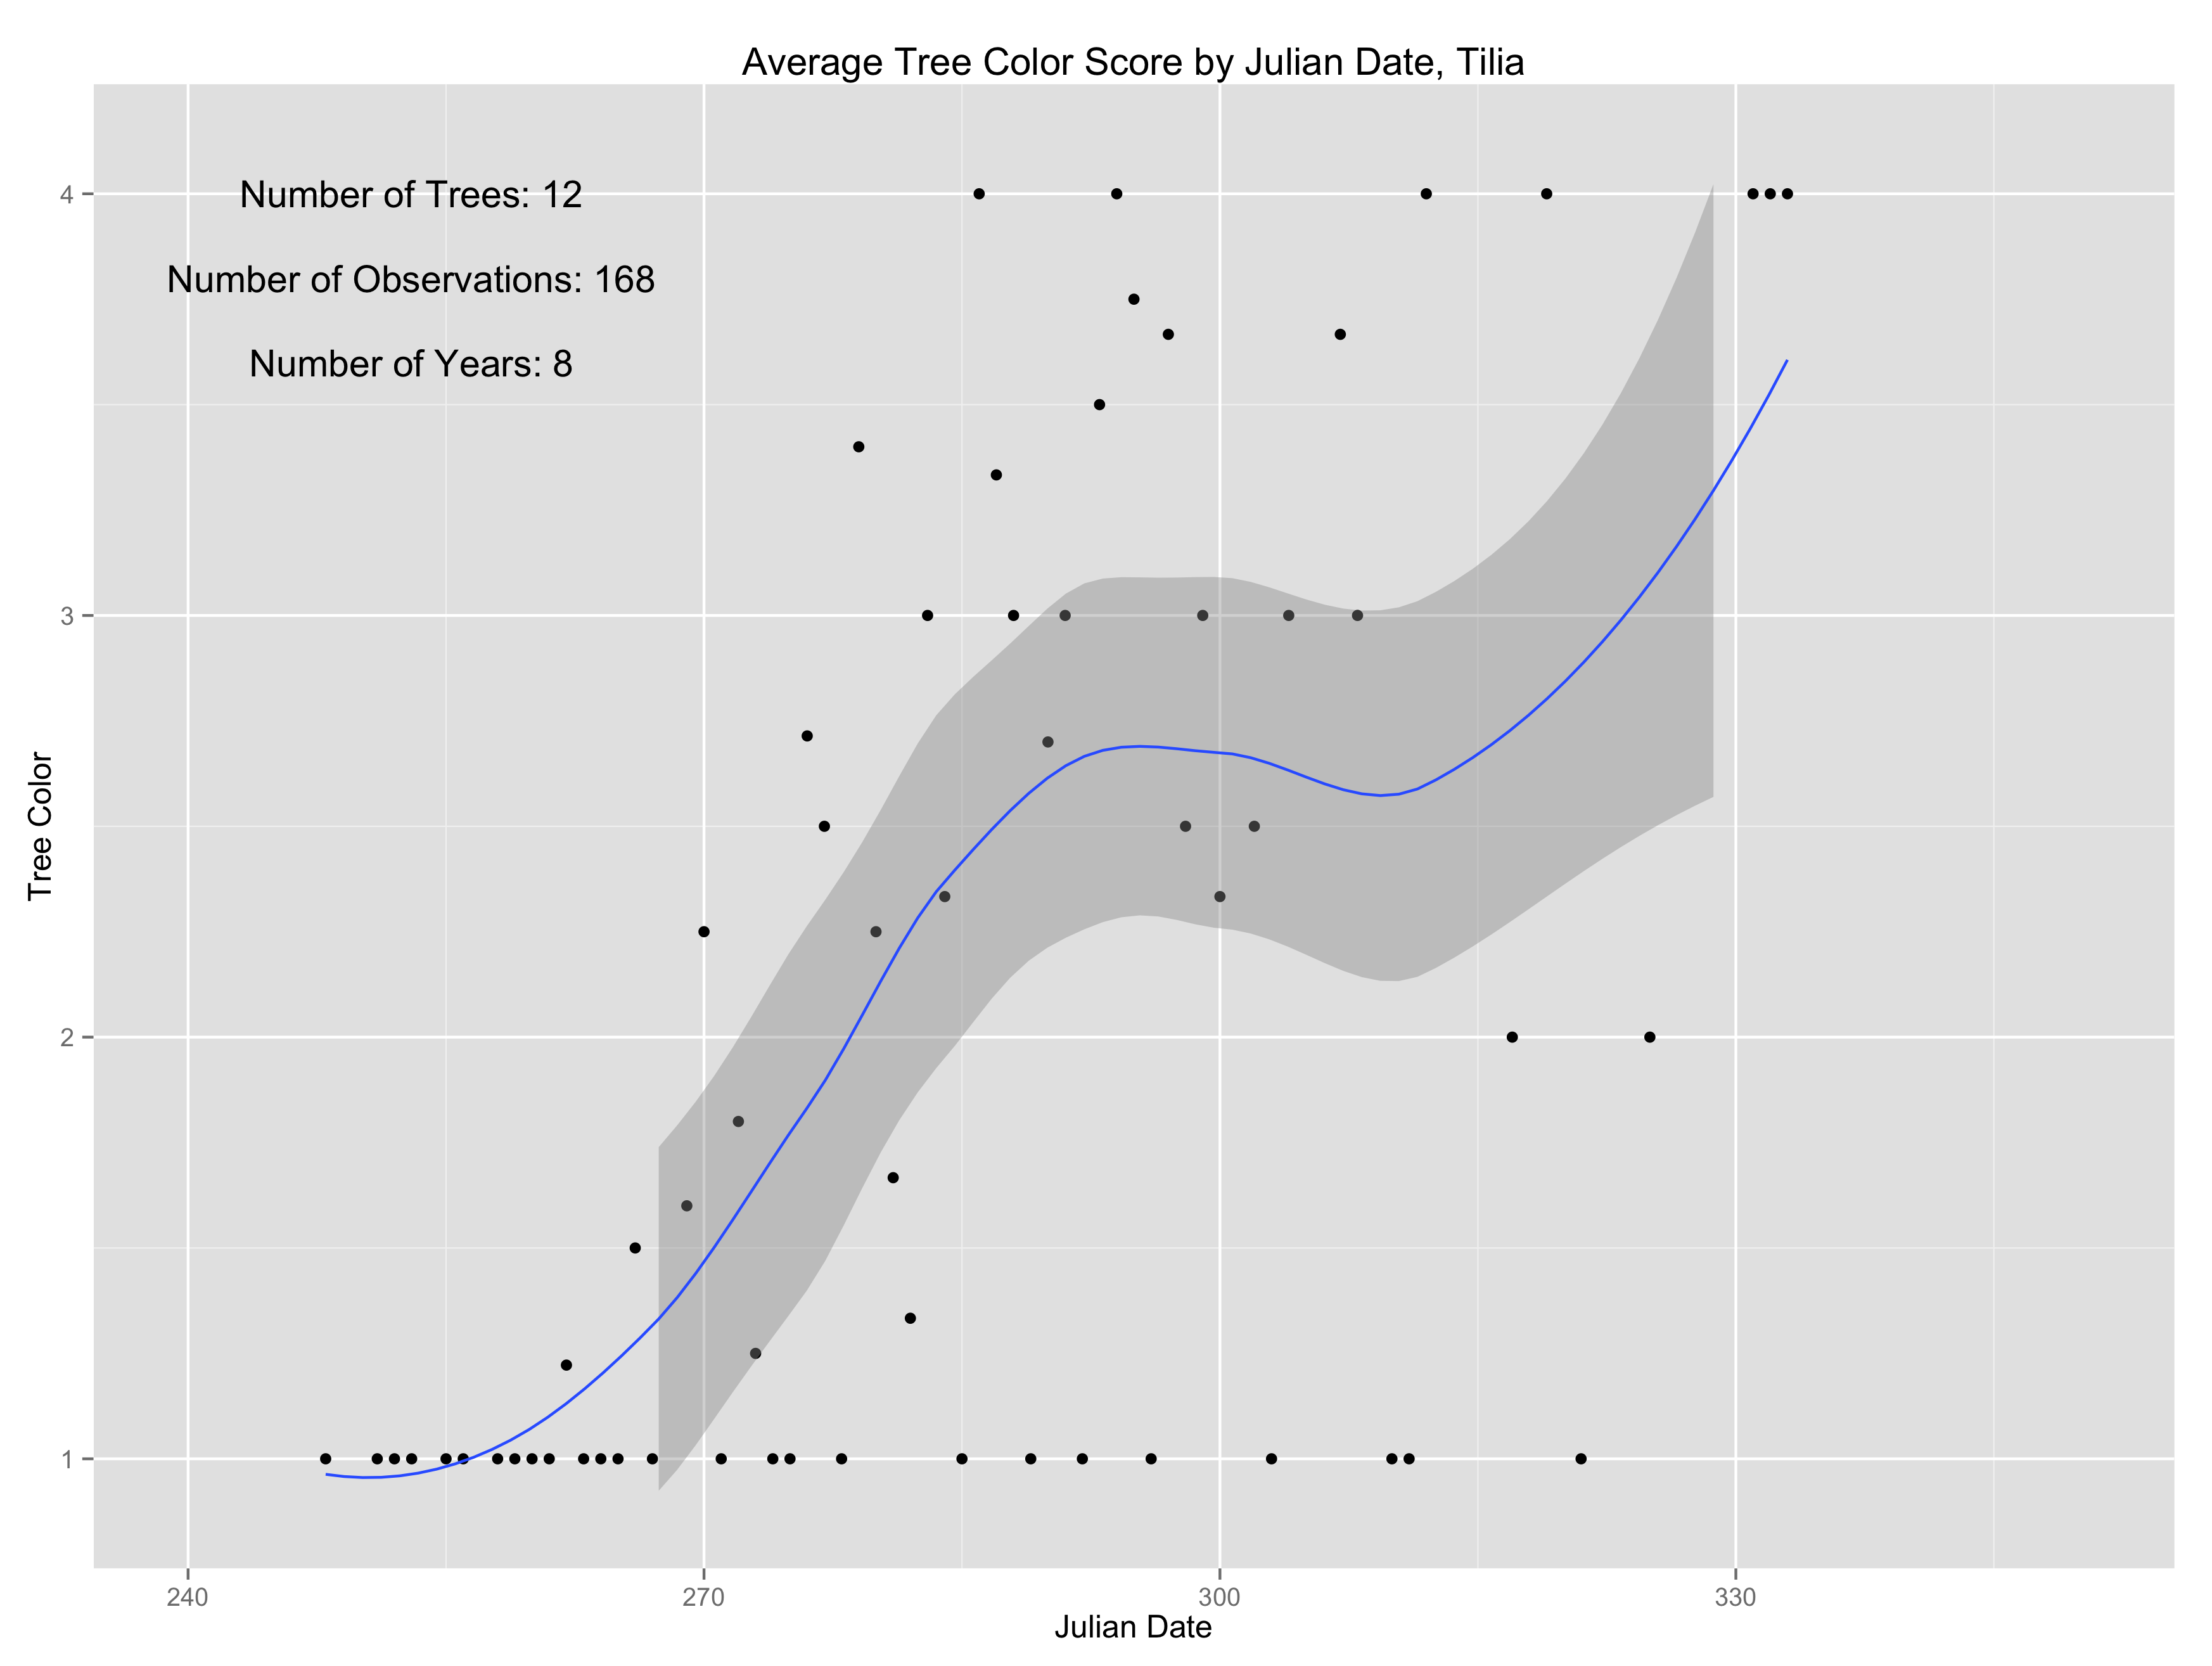 Average Tree Color Score by Julian Date, Tilia
Number of Trees: 12
Number of Observations: 168
Number of Years: 8
Tree Color
4
3
2
1
240 270 300 330
Julian Date